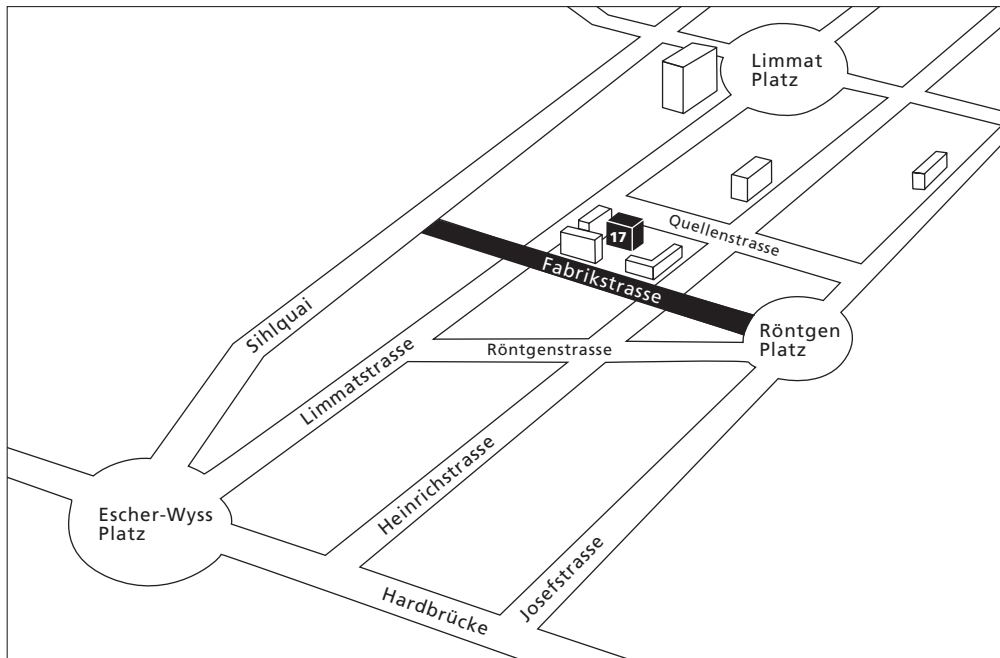 Limmat
Platz
Quellenstrasse
17
Fabrikstrasse
Sihlquai
Röntgen
Platz
Röntgenstrasse
Limmatstrasse
Heinrichstrasse
Escher-Wyss
Platz
Josefstrasse
Hardbrücke